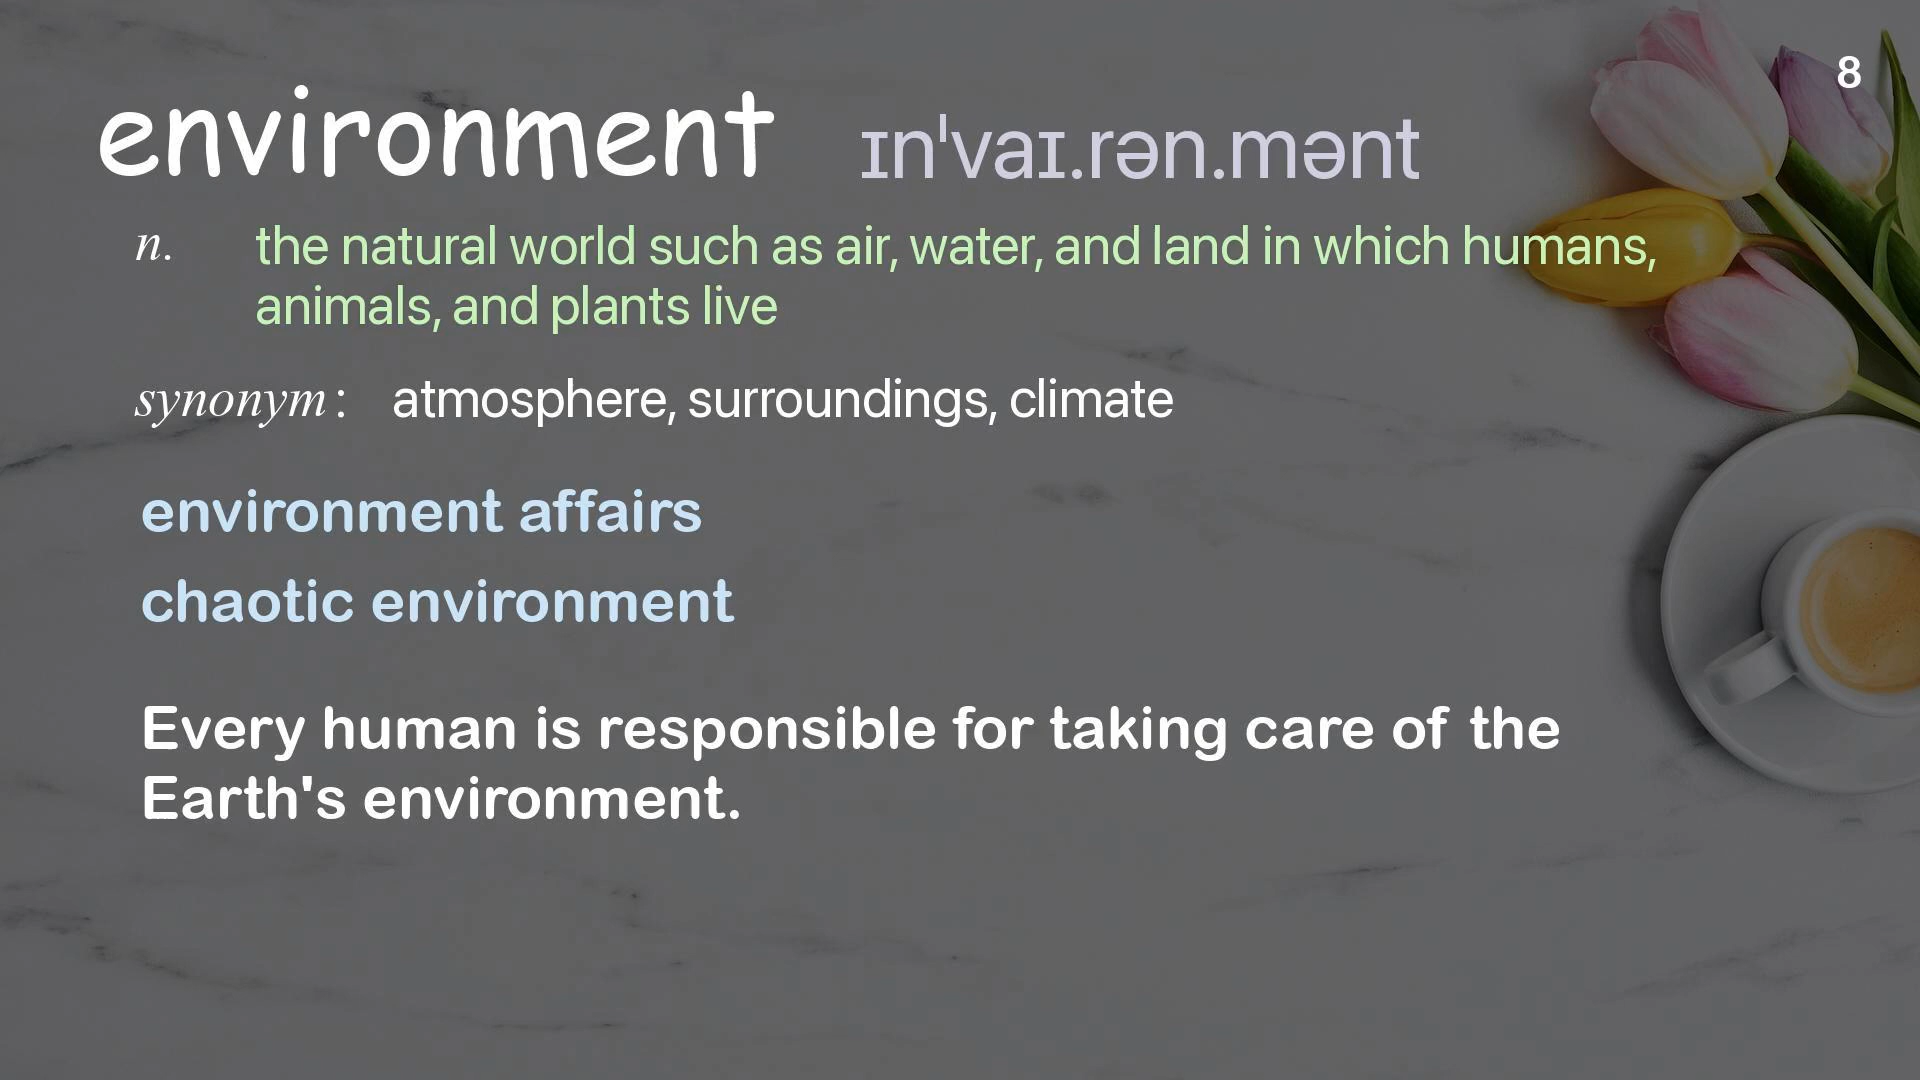 8
environment ɪnˈvaɪ.rən.mənt
n. the natural world such as air, water, and land in which humans,
animals, and plants live
synonym : atmosphere, surroundings, climate
environment affairs
chaotic environment
Every human is responsible for taking care of the
Earth's environment.